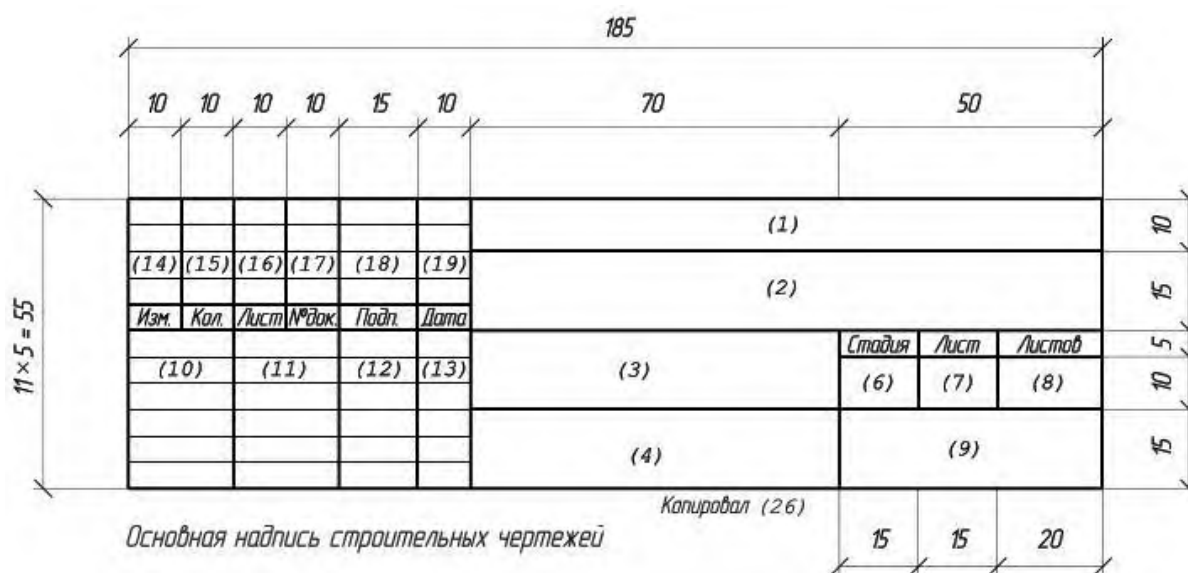 185
10 10 10 10 15 10 70 50
(1) 10
(14) (15) (16) (17) (18) (19)
(2) 15
Изм. Кол. Лист №док. Подп. Дата
11×5=55
Стадия Лист Листов 5
(10) (11) (12) (13) (3) (6) (7) (8) 10
(4) (9) 15
Копировал (26)
Основная надпись строительных чертежей
15 15 20